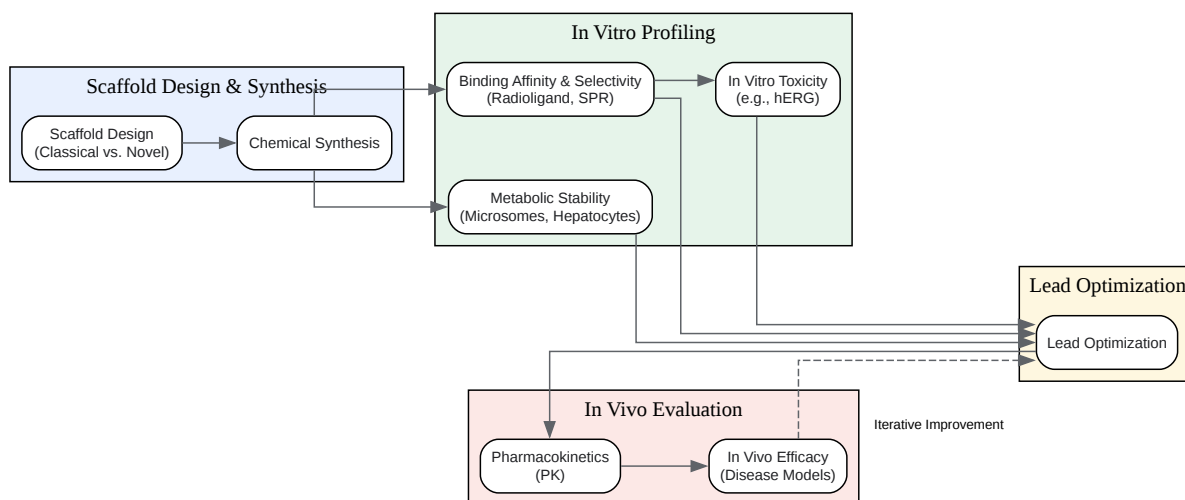 Scaffold Design & Synthesis
Scaffold Design
(Classical vs. Novel)
Chemical Synthesis
In Vitro Profiling
Binding Affinity & Selectivity
(Radioligand, SPR)
In Vitro Toxicity
(e.g., hERG)
Metabolic Stability
(Microsomes, Hepatocytes)
Lead Optimization
Lead Optimization
In Vivo Evaluation
Pharmacokinetics
(PK)
In Vivo Efficacy
(Disease Models)
Iterative Improvement